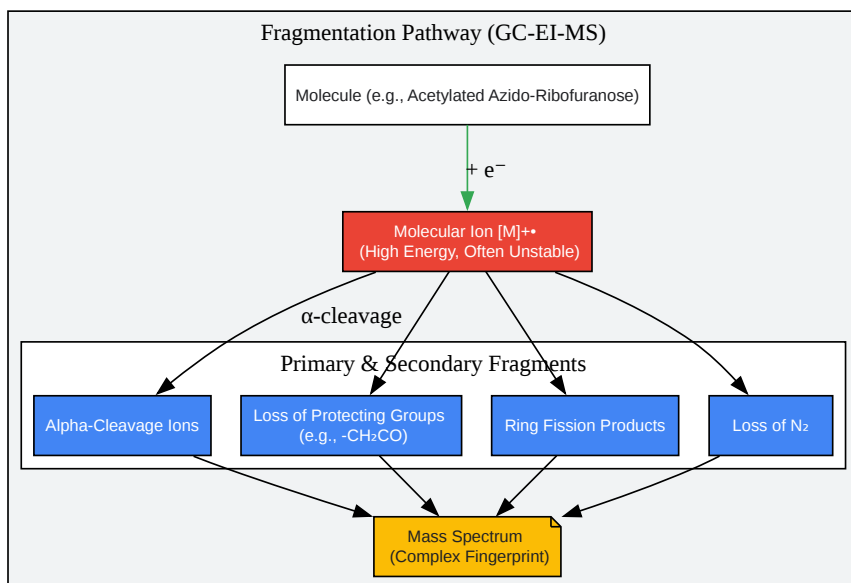 Fragmentation Pathway (GC-EI-MS)
Molecule (e.g., Acetylated Azido-Ribofuranose)
+ e⁻
Molecular Ion [M]+•
(High Energy, Often Unstable)
α-cleavage
Primary & Secondary Fragments
Alpha-Cleavage Ions
Loss of Protecting Groups
(e.g., -CH₂CO)
Ring Fission Products
Loss of N₂
Mass Spectrum
(Complex Fingerprint)